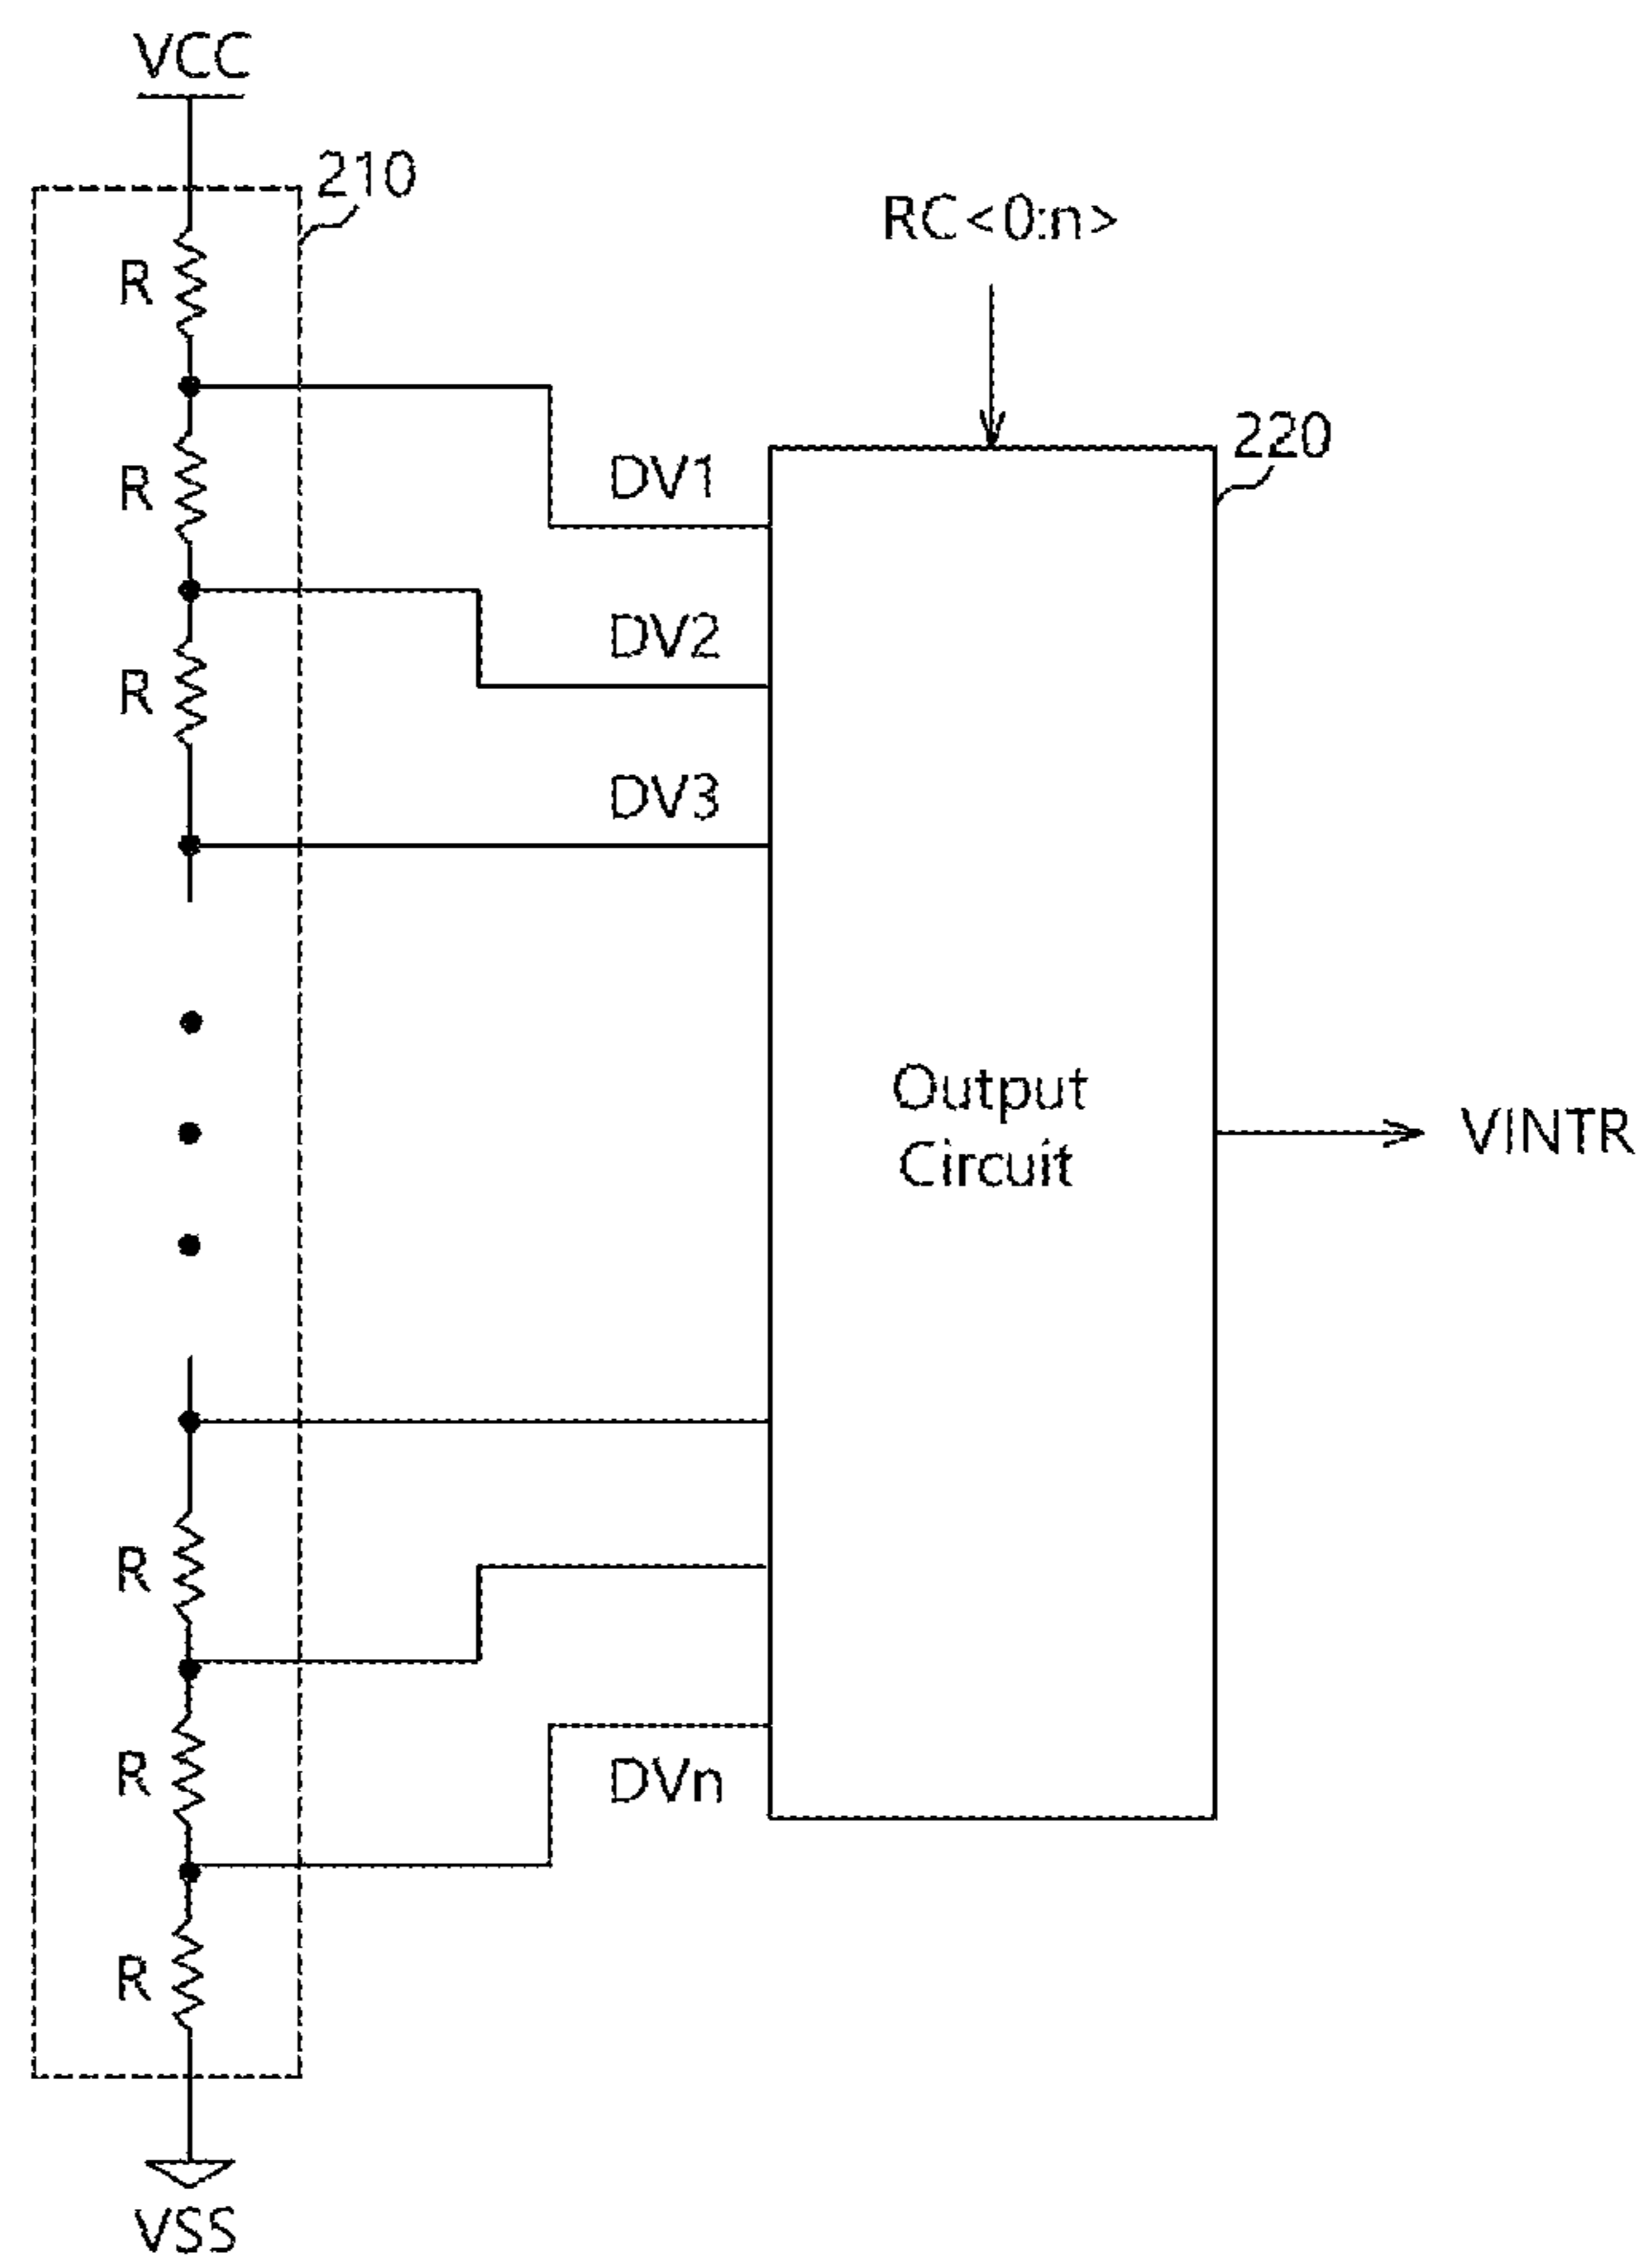 VCC
210
RC<0:n>
R
220
DV1
R
DV2
R
DV3
Output
Circuit
VINTR
R
R
DVn
R
VSS